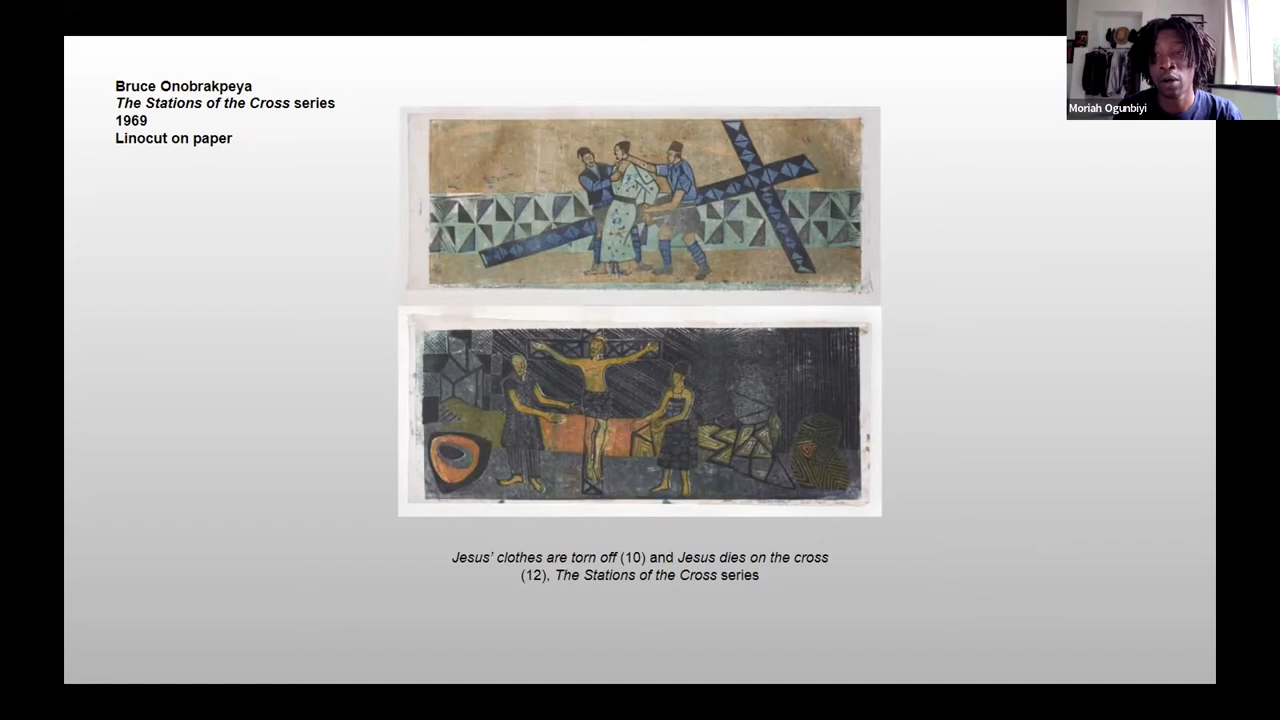 Bruce Onobrakpeya
The Stations of the Cross series
1969
Linocut on paper
Moriah Ogunbiyi
Jesus’ clothes are torn off (10) and Jesus dies on the cross
(12), The Stations of the Cross series